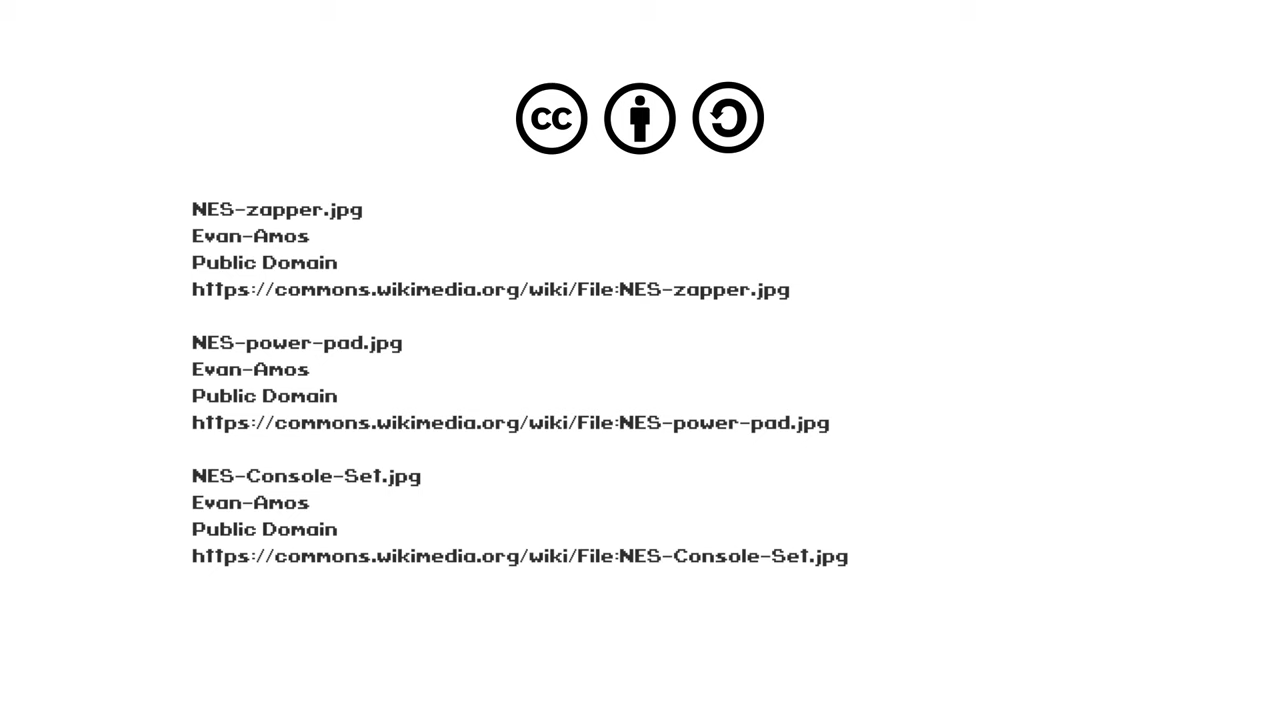 cc
NES-zapper.jpg
Evan-Amos
Public Domain
https://commons.wikimedia.org/wiki/File:NES-zapper.jpg
NES-power-pad.jpg
Evan-Amos
Public Domain
https://commons.wikimedia.org/wiki/File:NES-power-pad.jpg
NES-Console-Set.jpg
Evan-Amos
Public Domain
https://commons.wikimedia.org/wiki/File:NES-Console-Set.jpg